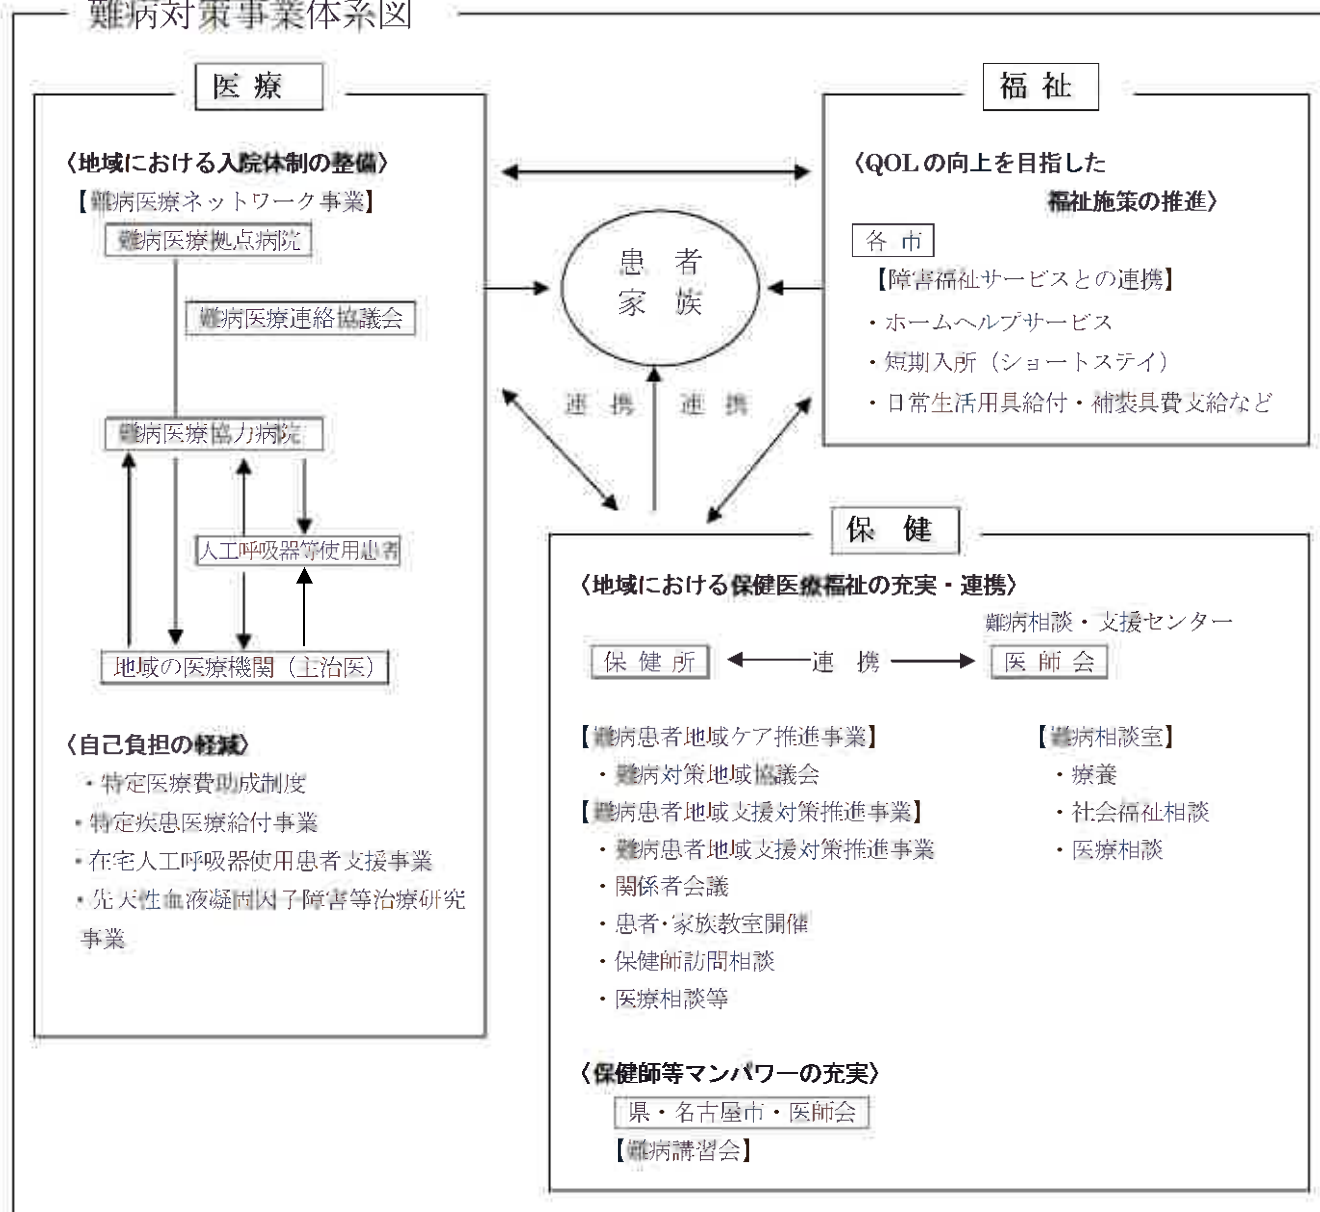 難病対策事業体系図
医療
〈地域における入院体制の整備〉
【難病医療ネットワーク事業】
難病医療拠点病院
難病医療連絡協議会
難病医療協力病院
人工呼吸器等使用患者
地域の医療機関（主治医）
〈自己負担の軽減〉
・特定医療費助成制度
・特定疾患医療給付事業
・在宅人工呼吸器使用患者支援事業
・先天性血液凝固因子障害等治療研究
事業
患者
家族
連携 連携
福祉
〈QOLの向上を目指した
福祉施策の推進〉
各市
【障害福祉サービスとの連携】
・ホームヘルプサービス
・短期入所（ショートステイ）
・日常生活用具給付・補装具費支給など
保健
〈地域における保健医療福祉の充実・連携〉
難病相談・支援センター
保健所 連携 医師会
【難病患者地域ケア推進事業】
・難病対策地域協議会
【難病患者地域支援対策推進事業】
・難病患者地域支援対策推進事業
・関係者会議
・患者・家族教室開催
・保健師訪問相談
・医療相談等
【難病相談室】
・療養
・社会福祉相談
・医療相談
〈保健師等マンパワーの充実〉
県・名古屋市・医師会
【難病講習会】